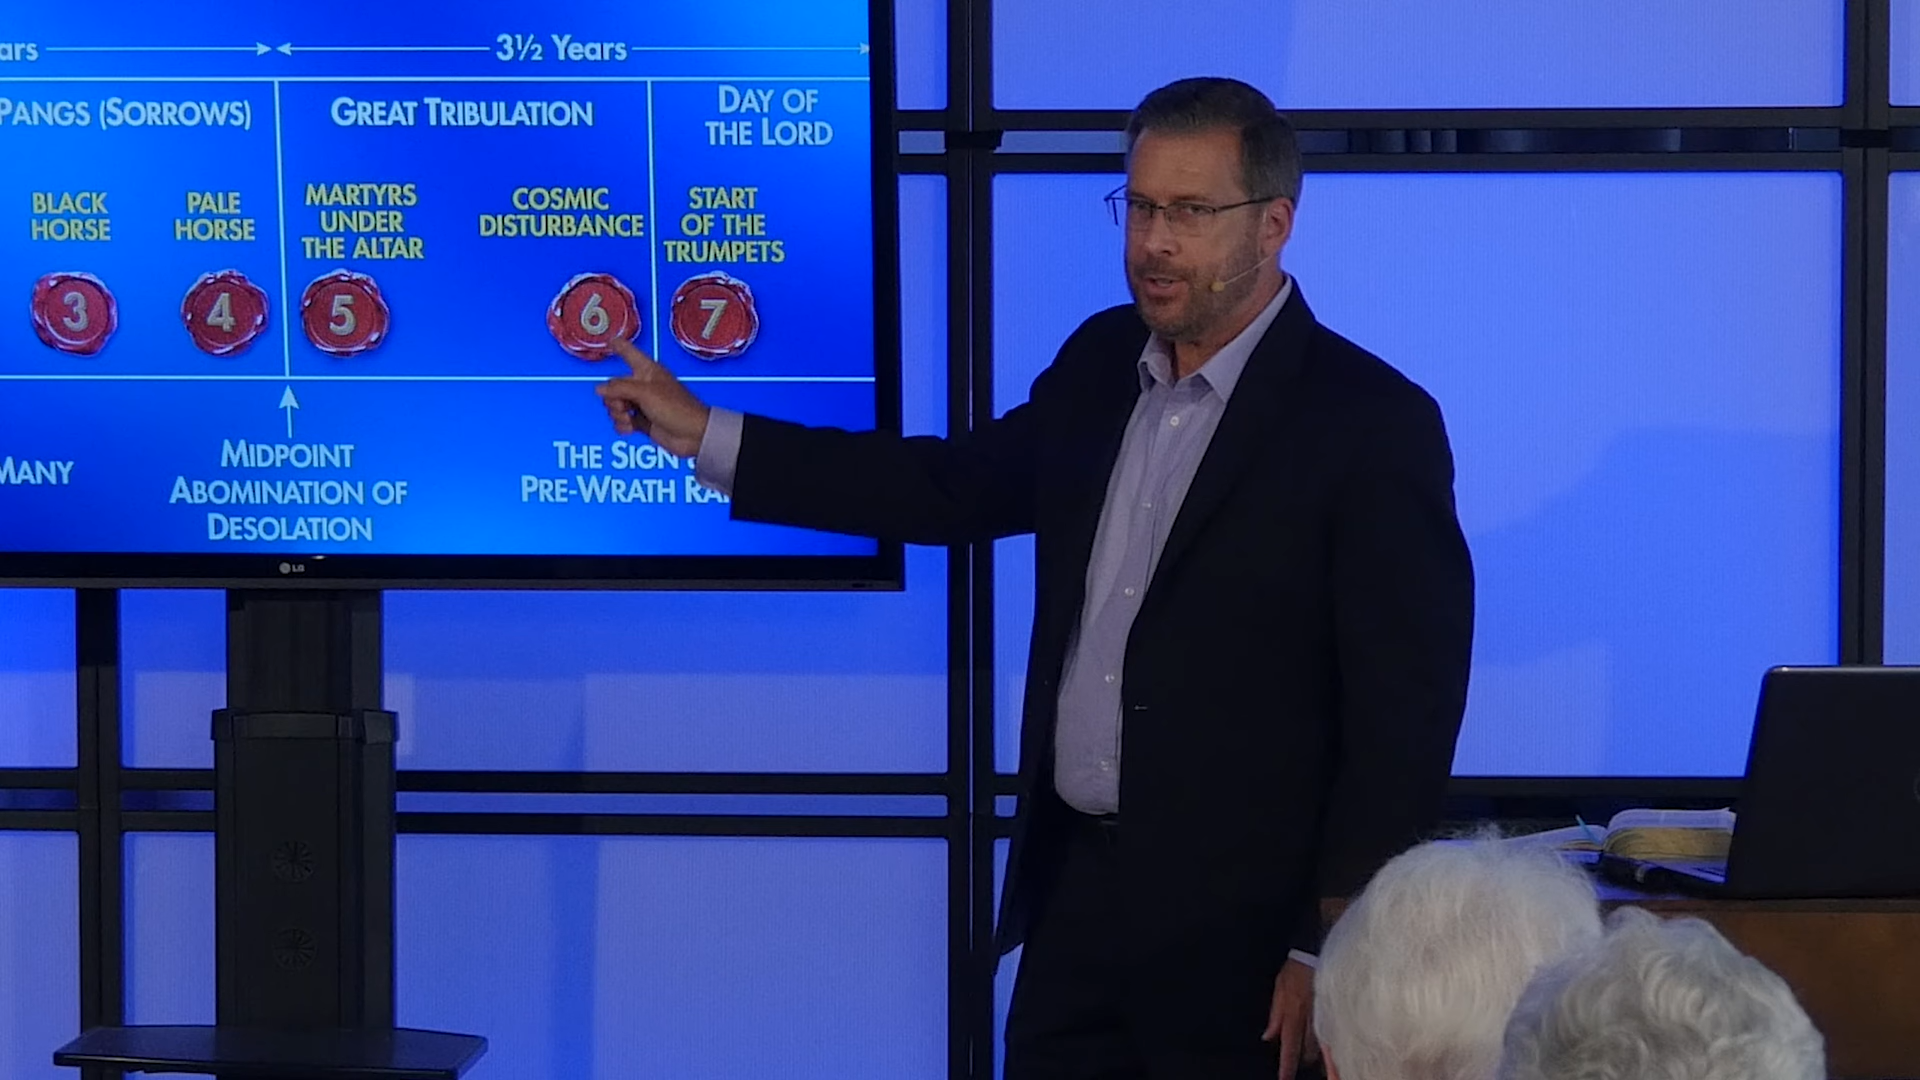 3½ Years
PANGS (SORROWS)
GREAT TRIBULATION
DAY OF
THE LORD
BLACK
HORSE
PALE
HORSE
MARTYRS
UNDER
THE ALTAR
COSMIC
DISTURBANCE
START
OF THE
TRUMPETS
3
4
5
6
7
MANY
MIDPOINT
ABOMINATION OF
DESOLATION
THE SIGN
PRE-WRATH
LG